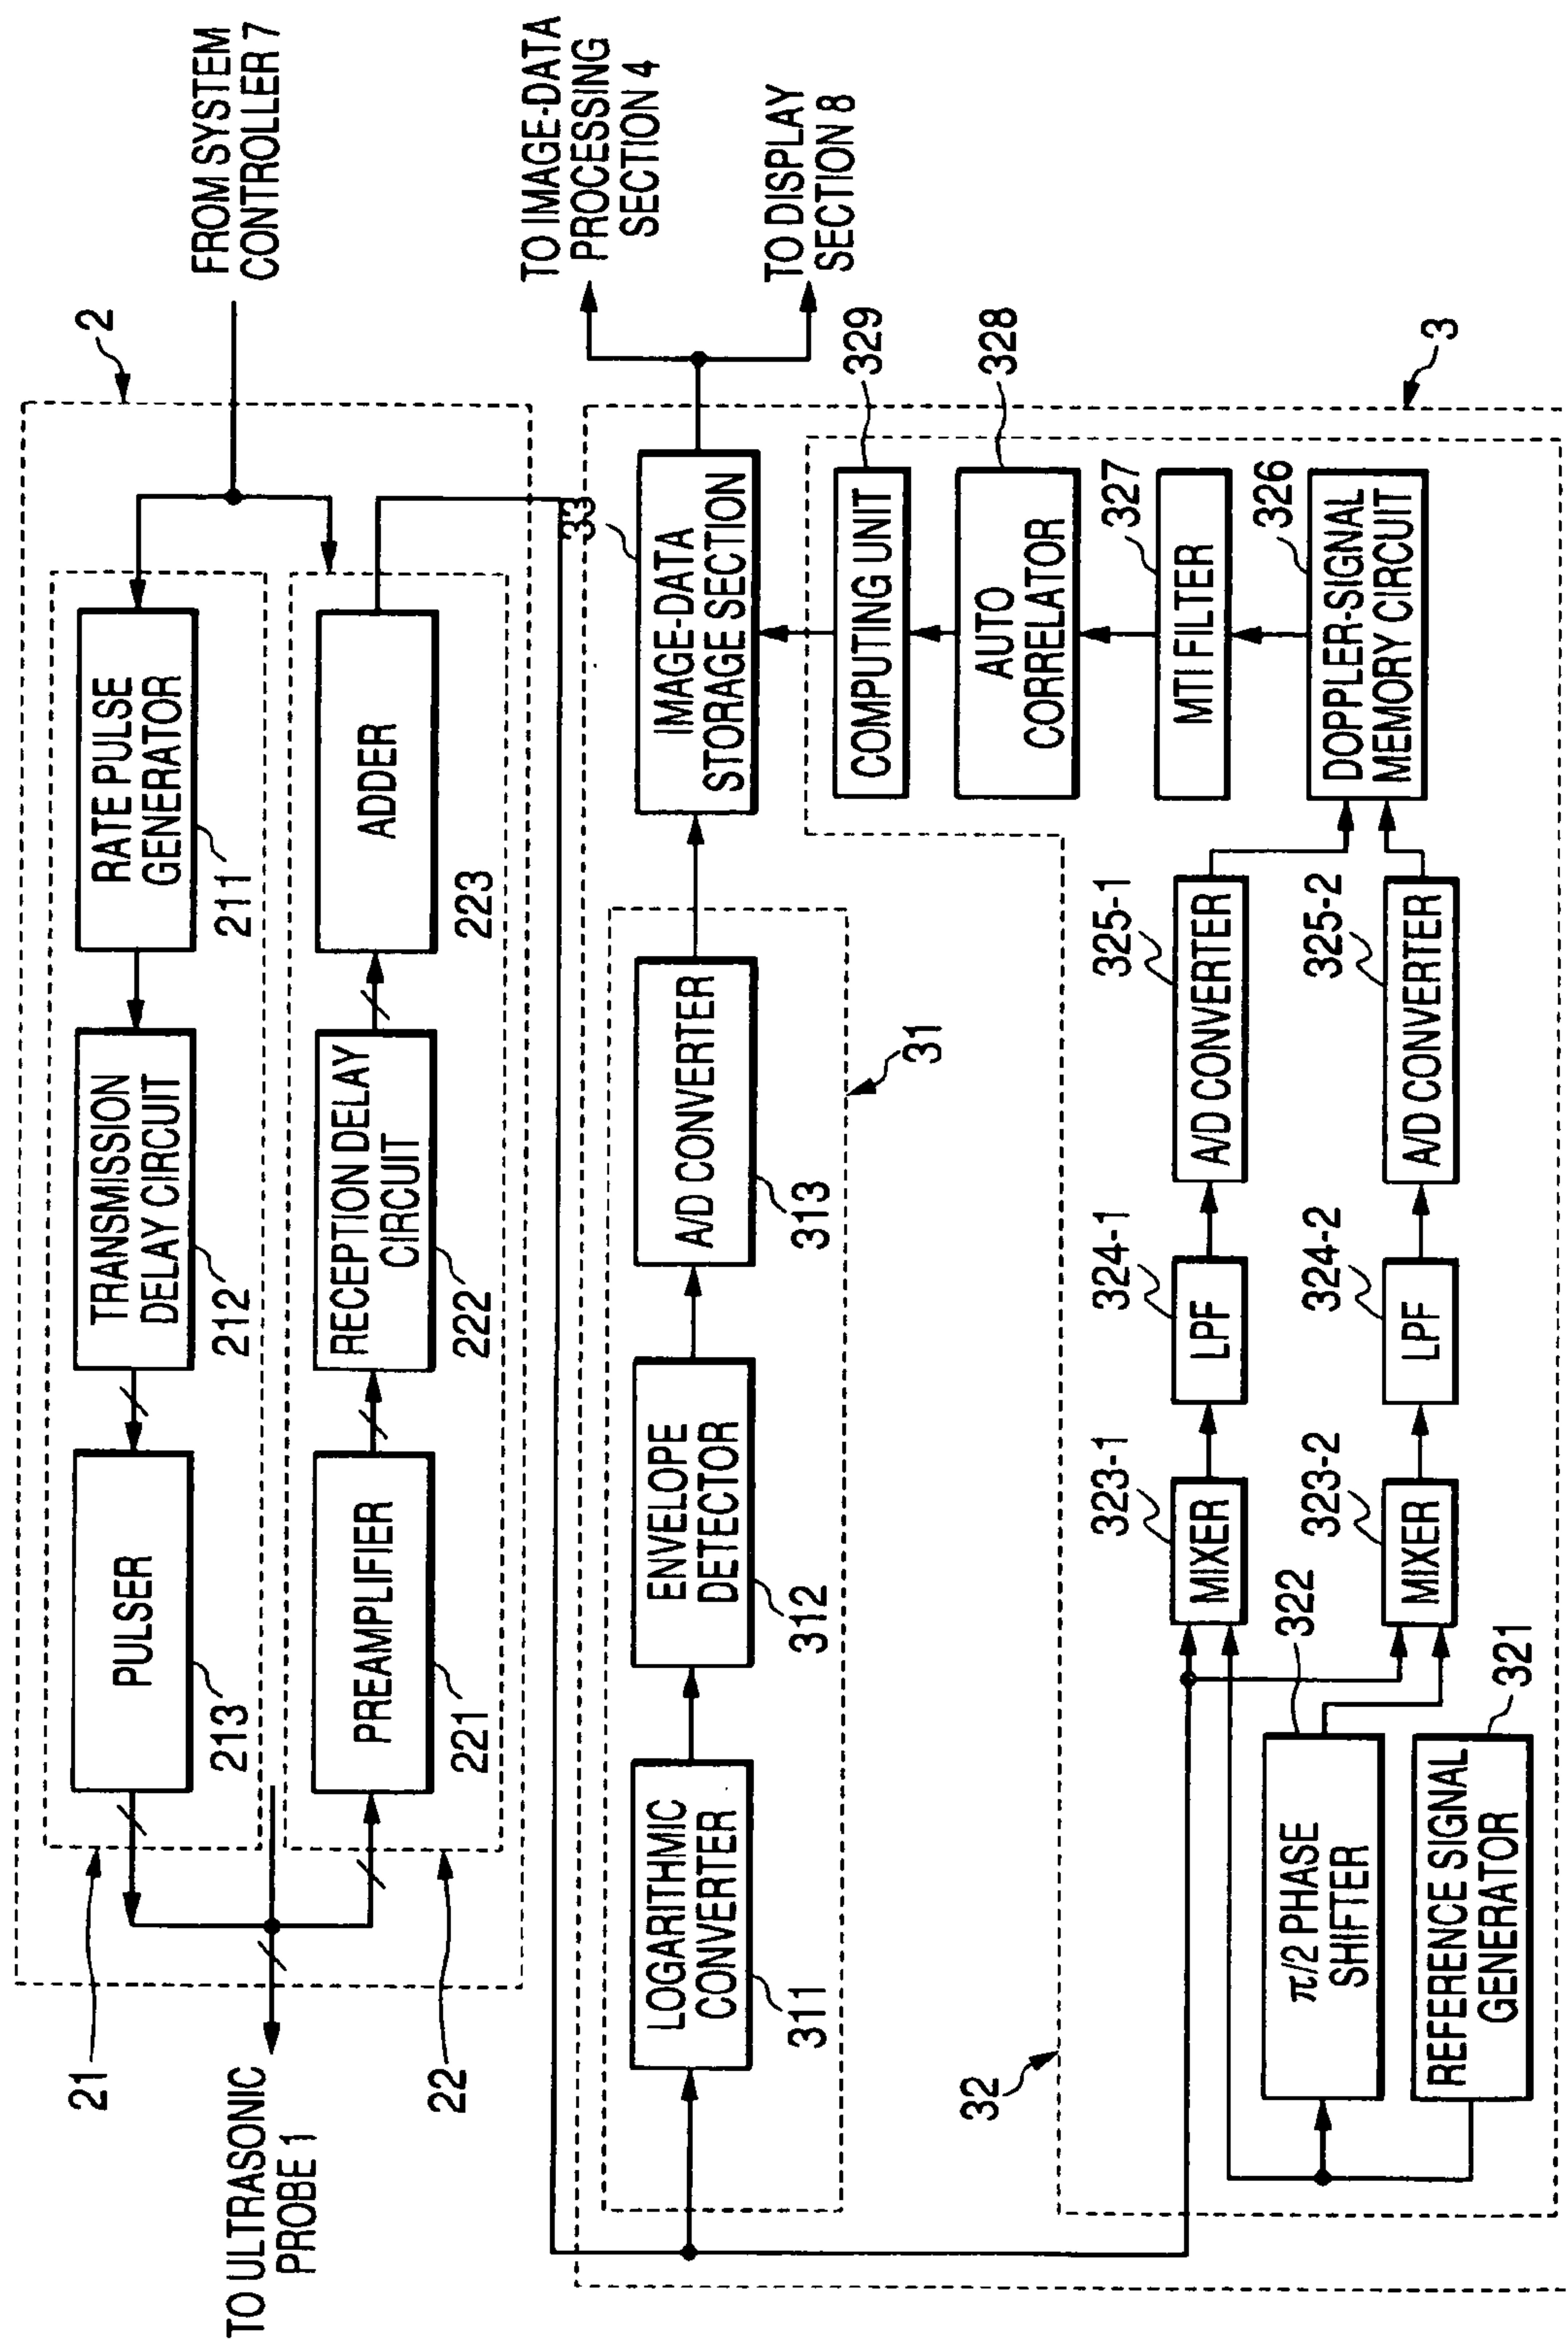 FROM SYSTEM
CONTROLLER 7
2
RATE PULSE
GENERATOR
211
TRANSMISSION
DELAY CIRCUIT
212
PULSER
213
21
ADDER
223
RECEPTION DELAY
CIRCUIT
222
PREAMPLIFIER
221
22
TO ULTRASONIC
PROBE 1
TO IMAGE-DATA
PROCESSING
SECTION 4
TO DISPLAY
SECTION 8
3
33
IMAGE-DATA
STORAGE SECTION
LOGARITHMIC
CONVERTER
311
ENVELOPE
DETECTOR
312
A/D CONVERTER
313
31
COMPUTING UNIT
329
AUTO
CORRELATOR
328
MTI FILTER
327
DOPPLER-SIGNAL
MEMORY CIRCUIT
326
A/D CONVERTER
325-1
A/D CONVERTER
325-2
LPF
324-1
LPF
324-2
MIXER
323-1
MIXER
323-2
π/2 PHASE
SHIFTER
322
REFERENCE SIGNAL
GENERATOR
321
32